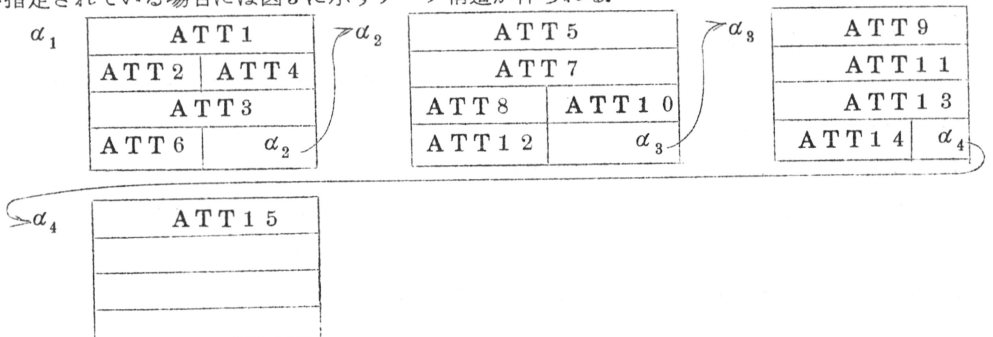 α1 ATT1 α2 ATT5 α3 ATT9
ATT2 ATT4 ATT7 ATT11
ATT3 ATT8 ATT10 ATT13
ATT6 α2 ATT12 α3 ATT14 α4
α4 ATT15